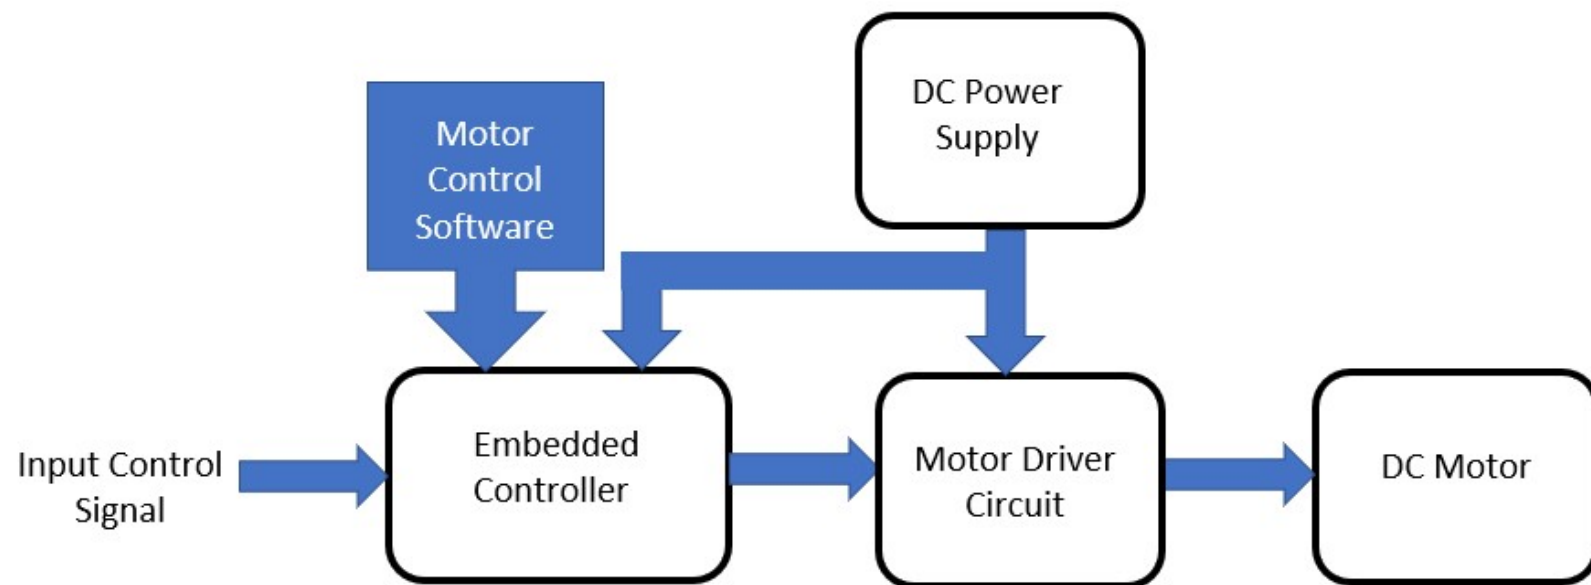 DC Power
Supply
Motor
Control
Software
Input Control
Signal
Embedded
Controller
Motor Driver
Circuit
DC Motor